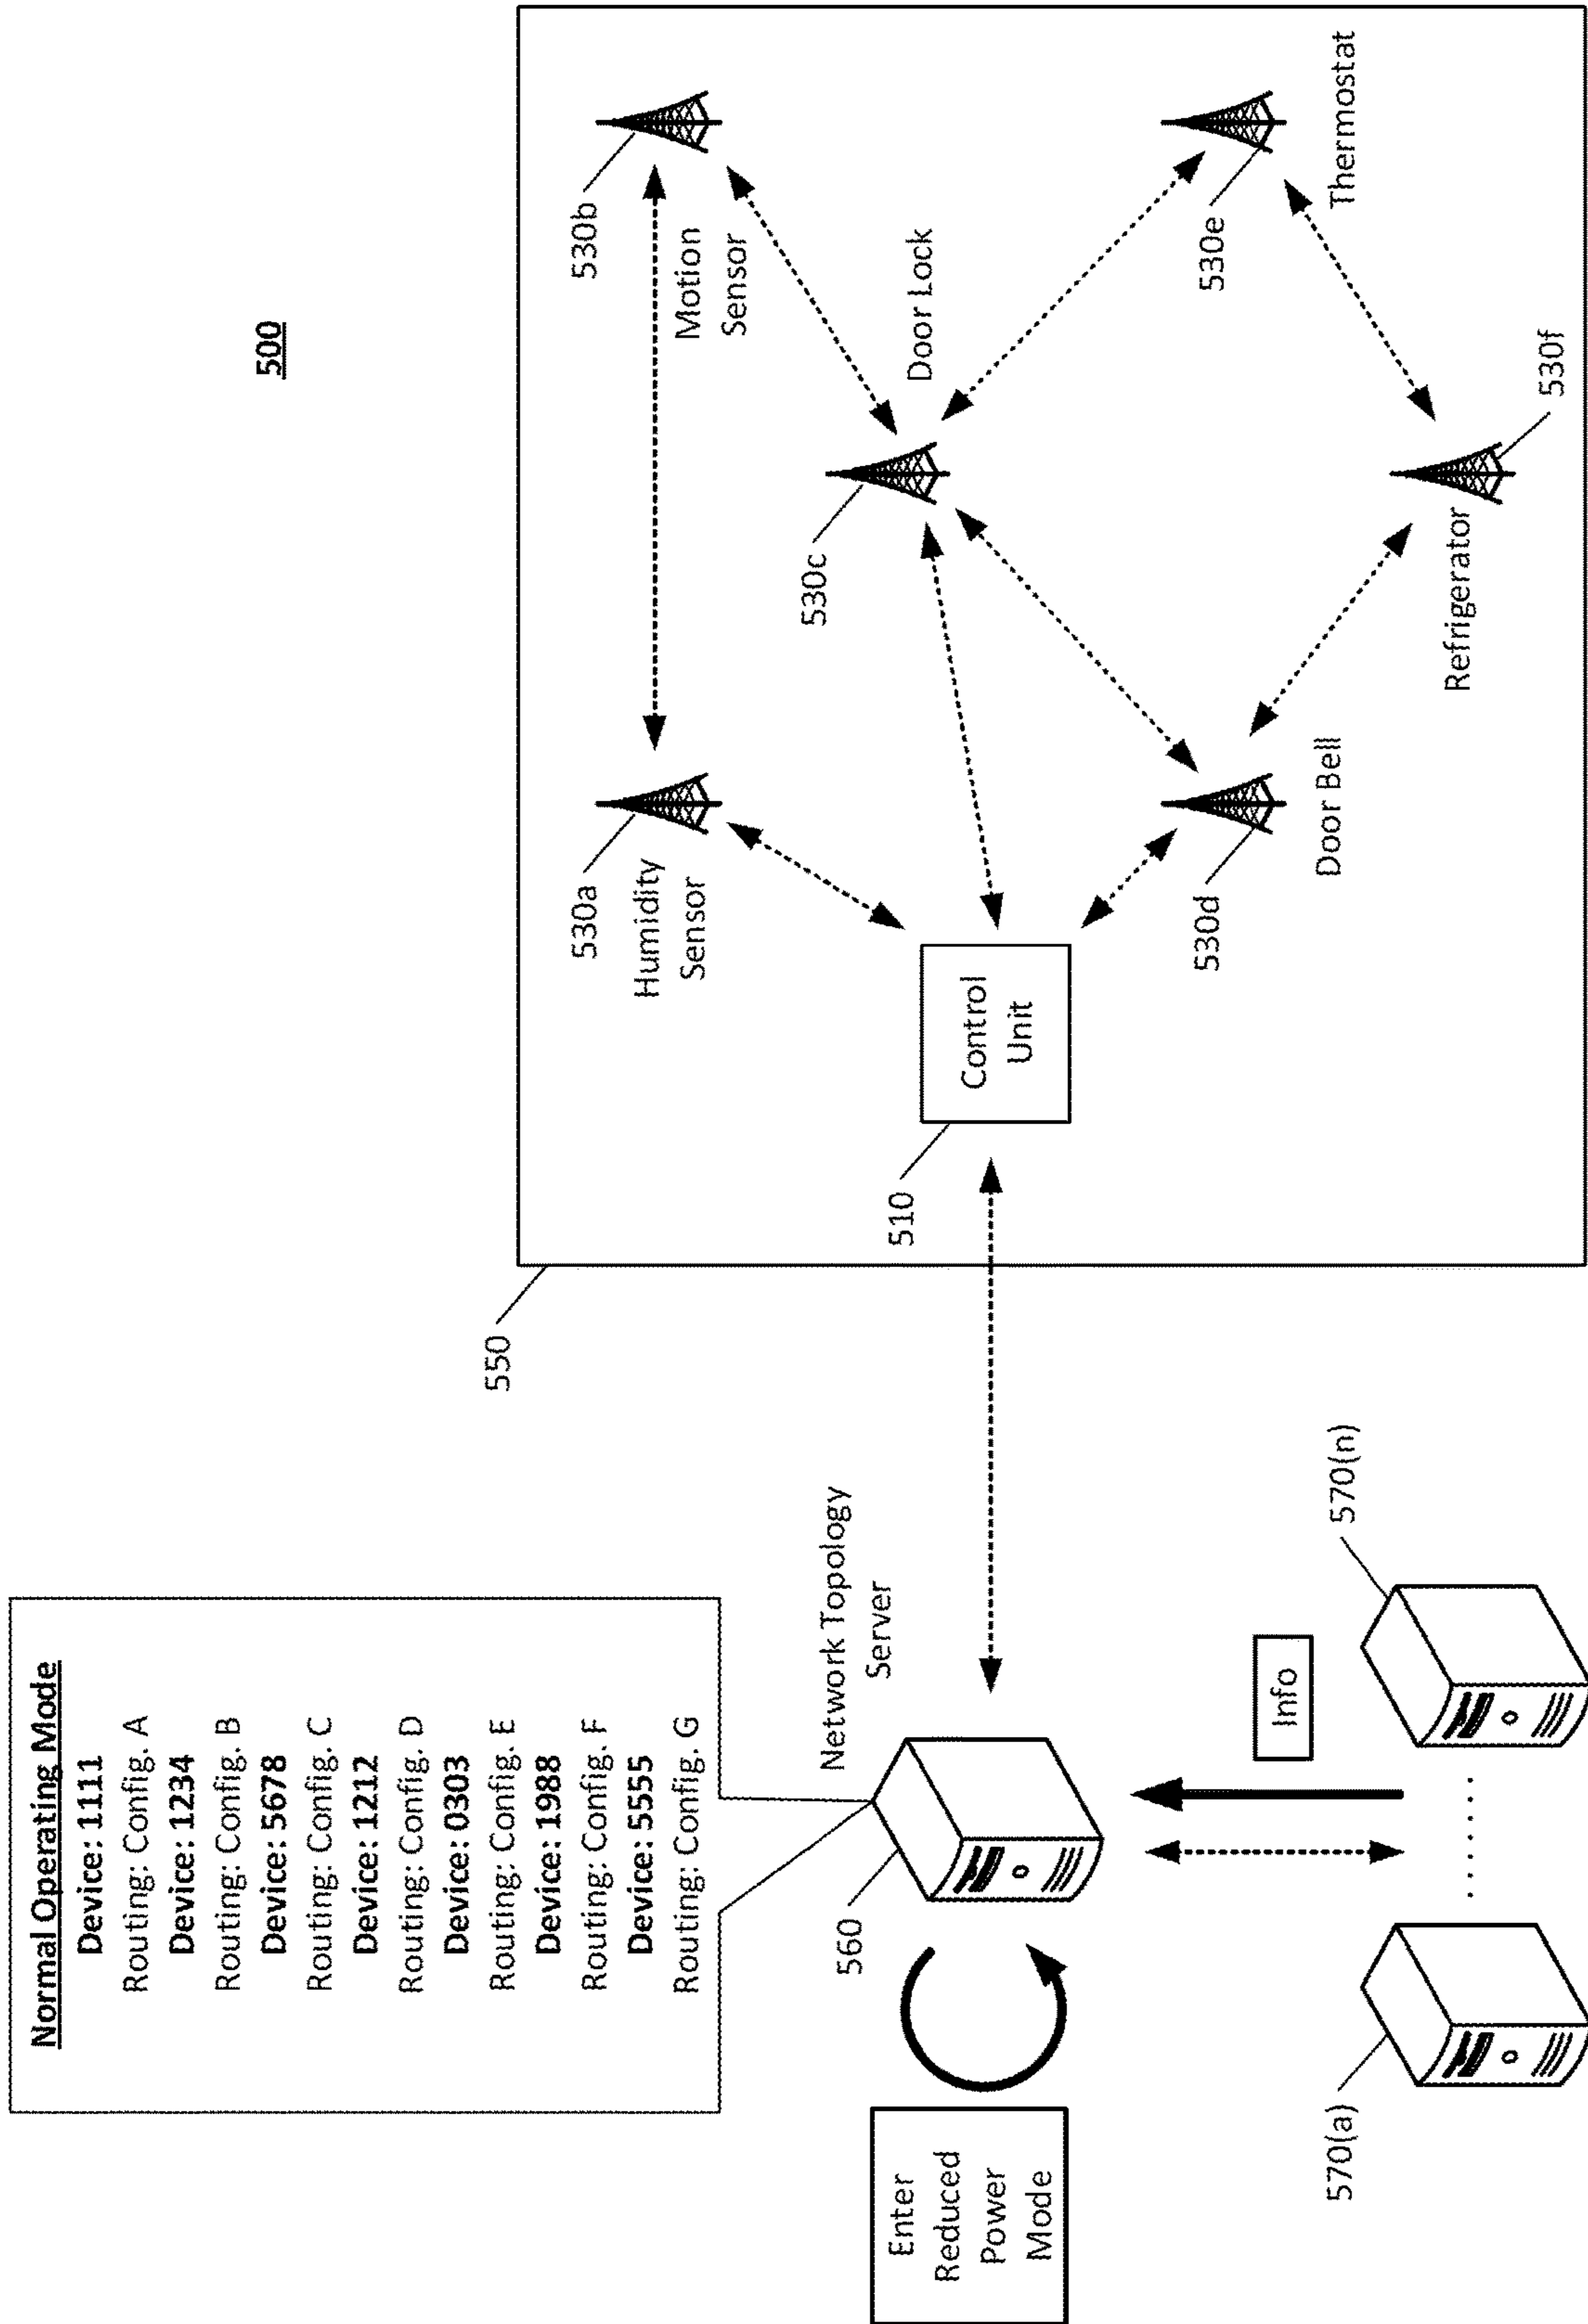 500
Normal Operating Mode
Device: 1111
Routing: Config. A
Device: 1234
Routing: Config. B
Device: 5678
Routing: Config. C
Device: 1212
Routing: Config. D
Device: 0303
Routing: Config. E
Device: 1988
Routing: Config. F
Device: 5555
Routing: Config. G
Network Topology
Server
560
Enter
Reduced
Power
Mode
Info
570(a)
570(n)
550
510
Control
Unit
530a
Humidity
Sensor
530b
Motion
Sensor
530c
Door Lock
530d
Door Bell
530e
Thermostat
Refrigerator
530f